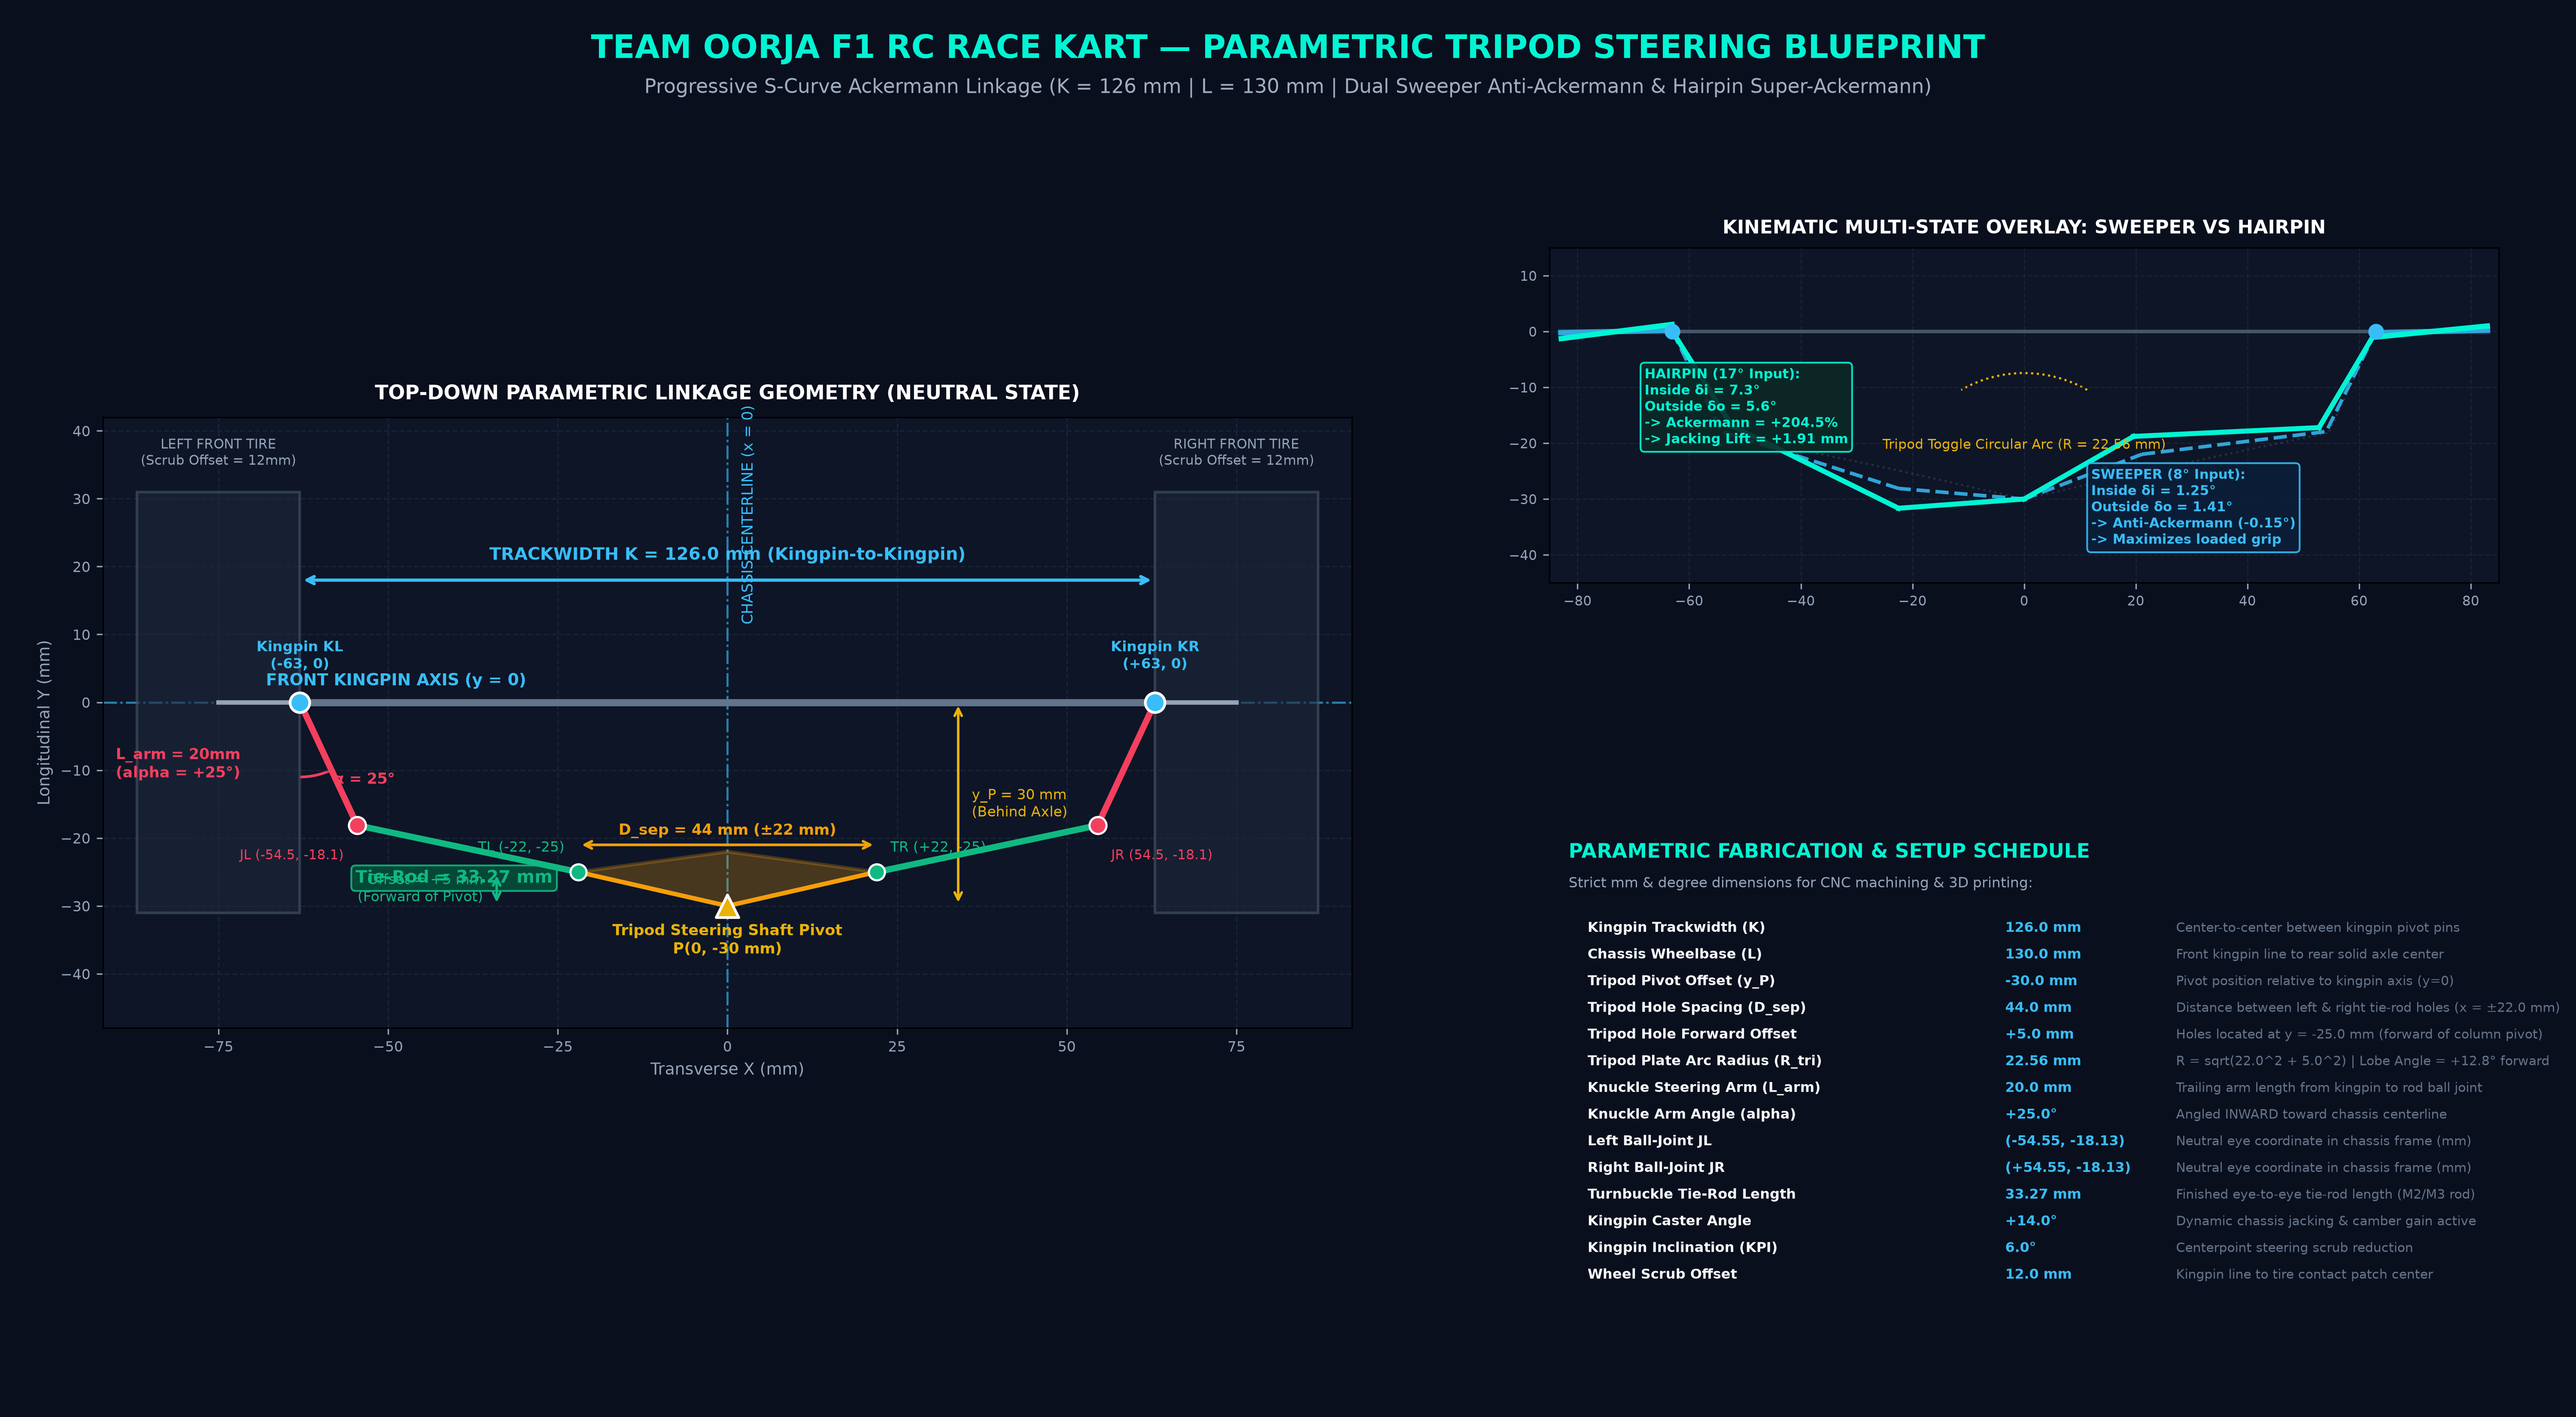 TEAM OORJA F1 RC RACE KART — PARAMETRIC TRIPOD STEERING BLUEPRINT
Progressive S-Curve Ackermann Linkage (K = 126 mm | L = 130 mm | Dual Sweeper Anti-Ackermann & Hairpin Super-Ackermann)
TOP-DOWN PARAMETRIC LINKAGE GEOMETRY (NEUTRAL STATE)
40
30
20
10
0
−10
−20
−30
−40
Longitudinal Y (mm)
LEFT FRONT TIRE
(Scrub Offset = 12mm)
CHASSIS CENTERLINE (x = 0)
RIGHT FRONT TIRE
(Scrub Offset = 12mm)
TRACKWIDTH K = 126.0 mm (Kingpin-to-Kingpin)
Kingpin KL
(-63, 0)
Kingpin KR
(+63, 0)
FRONT KINGPIN AXIS (y = 0)
L_arm = 20mm
(alpha = +25°)
α = 25°
y_P = 30 mm
(Behind Axle)
D_sep = 44 mm (±22 mm)
TL (-22, -25)
TR (+22, -25)
JL (-54.5, -18.1)
JR (54.5, -18.1)
Tie-Rod = 33.27 mm
Offset = +5 mm
(Forward of Pivot)
Tripod Steering Shaft Pivot
P(0, -30 mm)
−75
−50
−25
0
25
50
75
Transverse X (mm)
KINEMATIC MULTI-STATE OVERLAY: SWEEPER VS HAIRPIN
10
0
−10
−20
−30
−40
HAIRPIN (17° Input):
Inside δi = 7.3°
Outside δo = 5.6°
-> Ackermann = +204.5%
-> Jacking Lift = +1.91 mm
Tripod Toggle Circular Arc (R = 22.56 mm)
SWEEPER (8° Input):
Inside δi = 1.25°
Outside δo = 1.41°
-> Anti-Ackermann (-0.15°)
-> Maximizes loaded grip
−80
−60
−40
−20
0
20
40
60
80
PARAMETRIC FABRICATION & SETUP SCHEDULE
Strict mm & degree dimensions for CNC machining & 3D printing:
Kingpin Trackwidth (K) 126.0 mm Center-to-center between kingpin pivot pins
Chassis Wheelbase (L) 130.0 mm Front kingpin line to rear solid axle center
Tripod Pivot Offset (y_P) -30.0 mm Pivot position relative to kingpin axis (y=0)
Tripod Hole Spacing (D_sep) 44.0 mm Distance between left & right tie-rod holes (x = ±22.0 mm)
Tripod Hole Forward Offset +5.0 mm Holes located at y = -25.0 mm (forward of column pivot)
Tripod Plate Arc Radius (R_tri) 22.56 mm R = sqrt(22.0^2 + 5.0^2) | Lobe Angle = +12.8° forward
Knuckle Steering Arm (L_arm) 20.0 mm Trailing arm length from kingpin to rod ball joint
Knuckle Arm Angle (alpha) +25.0° Angled INWARD toward chassis centerline
Left Ball-Joint JL (-54.55, -18.13) Neutral eye coordinate in chassis frame (mm)
Right Ball-Joint JR (+54.55, -18.13) Neutral eye coordinate in chassis frame (mm)
Turnbuckle Tie-Rod Length 33.27 mm Finished eye-to-eye tie-rod length (M2/M3 rod)
Kingpin Caster Angle +14.0° Dynamic chassis jacking & camber gain active
Kingpin Inclination (KPI) 6.0° Centerpoint steering scrub reduction
Wheel Scrub Offset 12.0 mm Kingpin line to tire contact patch center